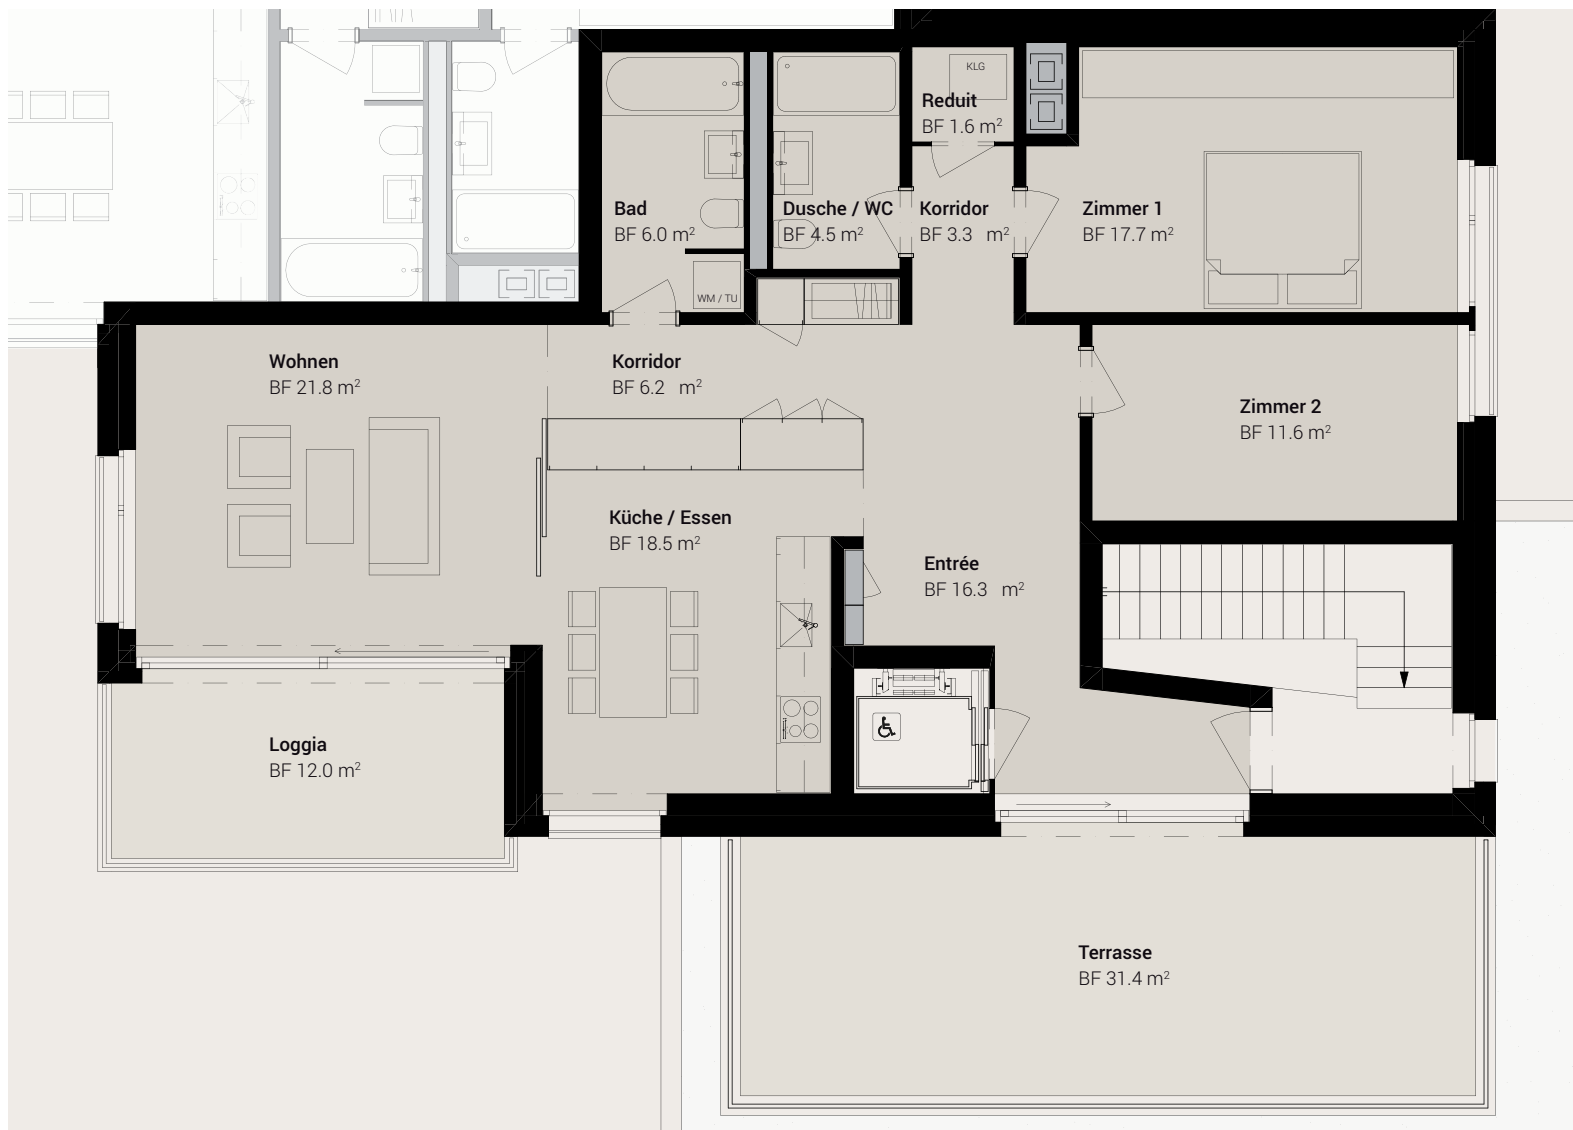 KLG
Reduit
BF 1.6 m²
Bad
BF 6.0 m²
Dusche / WC
BF 4.5 m²
Korridor
BF 3.3 m²
Zimmer 1
BF 17.7 m²
WM / TU
Wohnen
BF 21.8 m²
Korridor
BF 6.2 m²
Zimmer 2
BF 11.6 m²
Küche / Essen
BF 18.5 m²
Entrée
BF 16.3 m²
Loggia
BF 12.0 m²
Terrasse
BF 31.4 m²